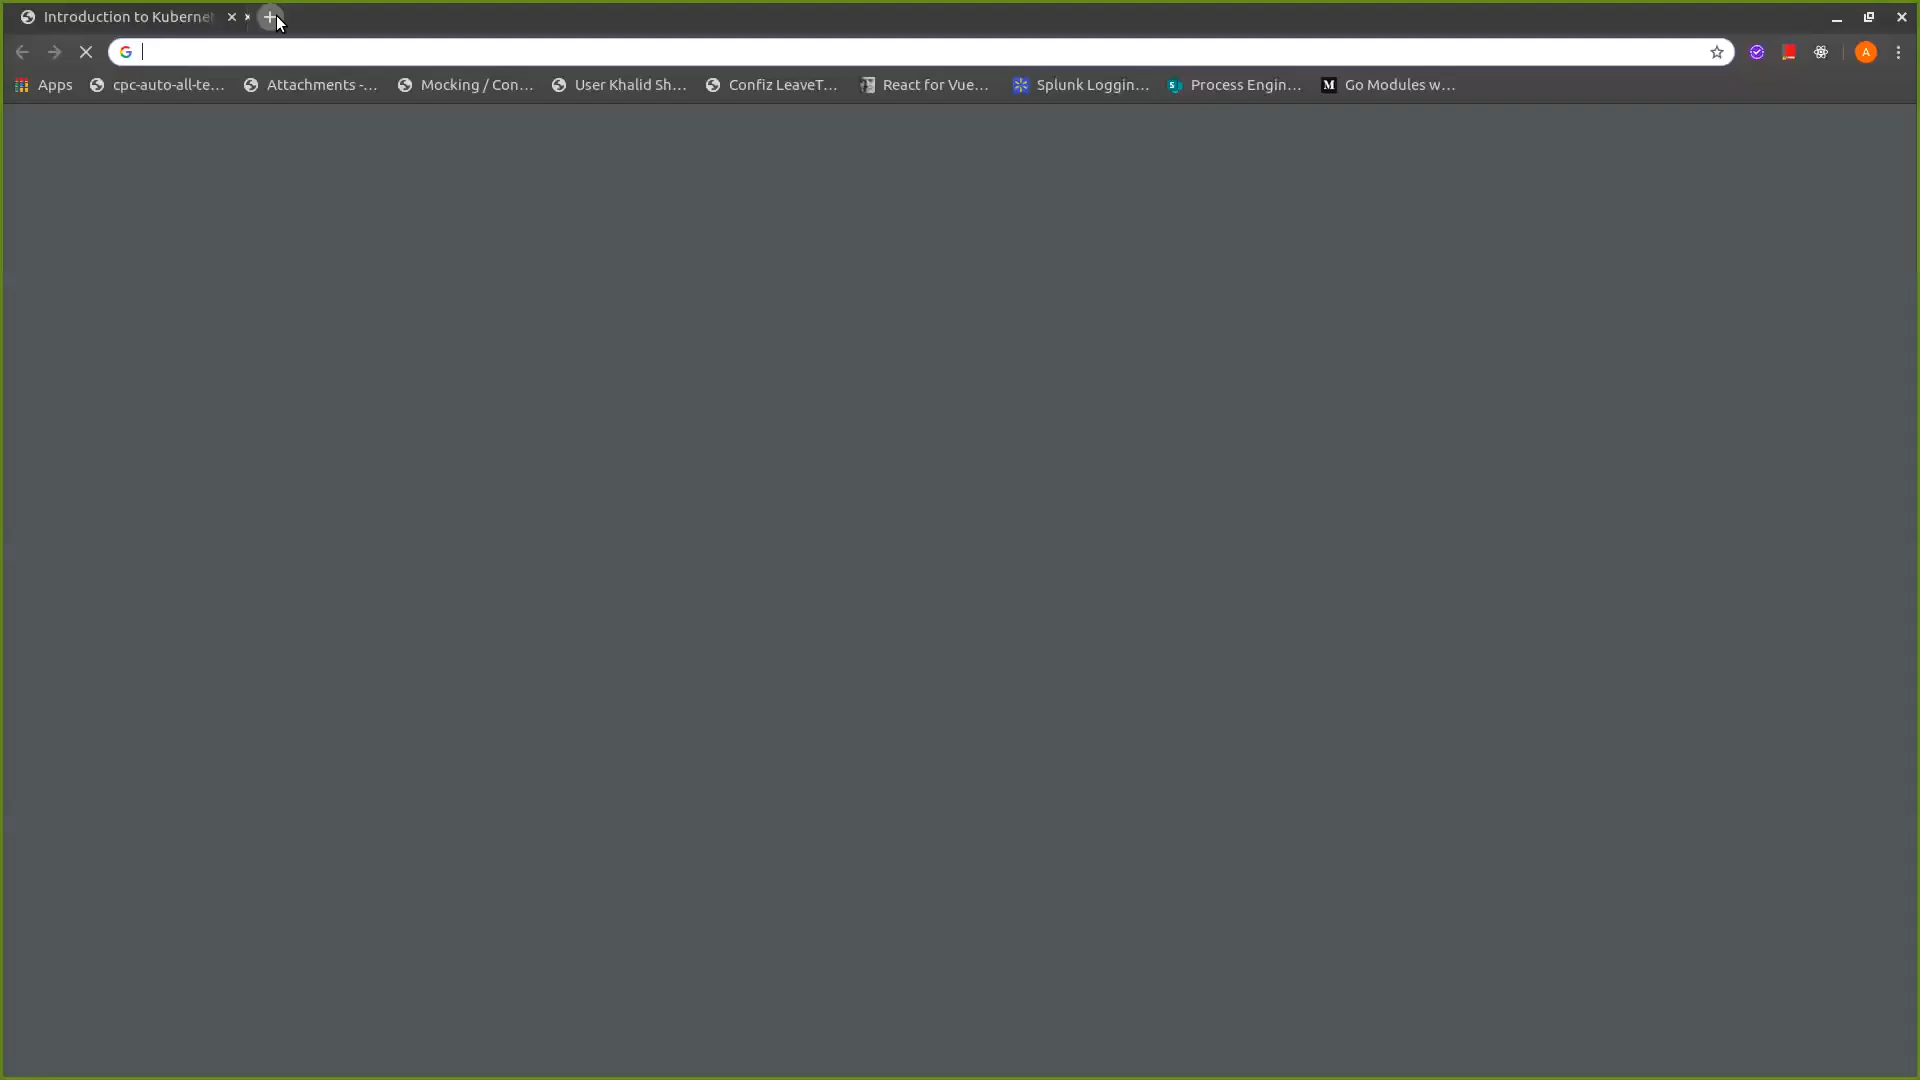 Introduction to Kuberne
Apps cpc-auto-all-te... Attachments -... Mocking / Con... User Khalid Sh... Confiz LeaveT... React for Vue... Splunk Loggin... Process Engin... Go Modules w...
A